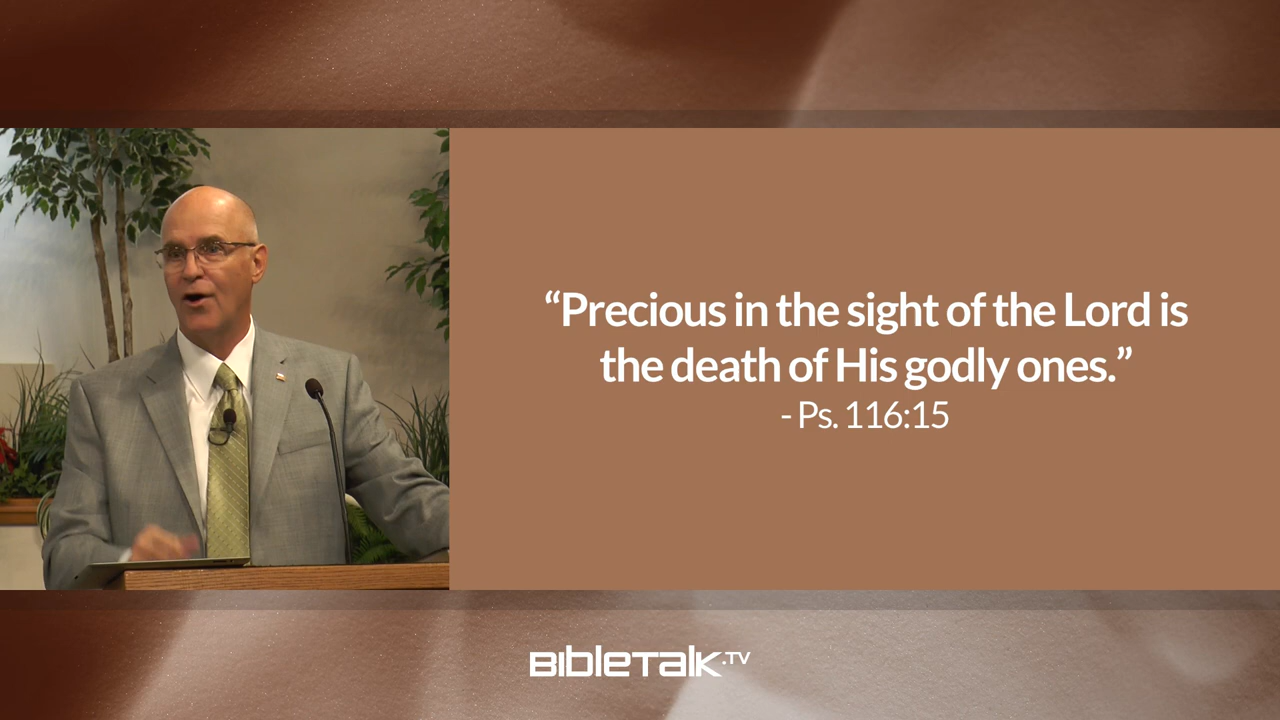 “Precious in the sight of the Lord is
the death of His godly ones.”
- Ps. 116:15
BIBLETALK.TV